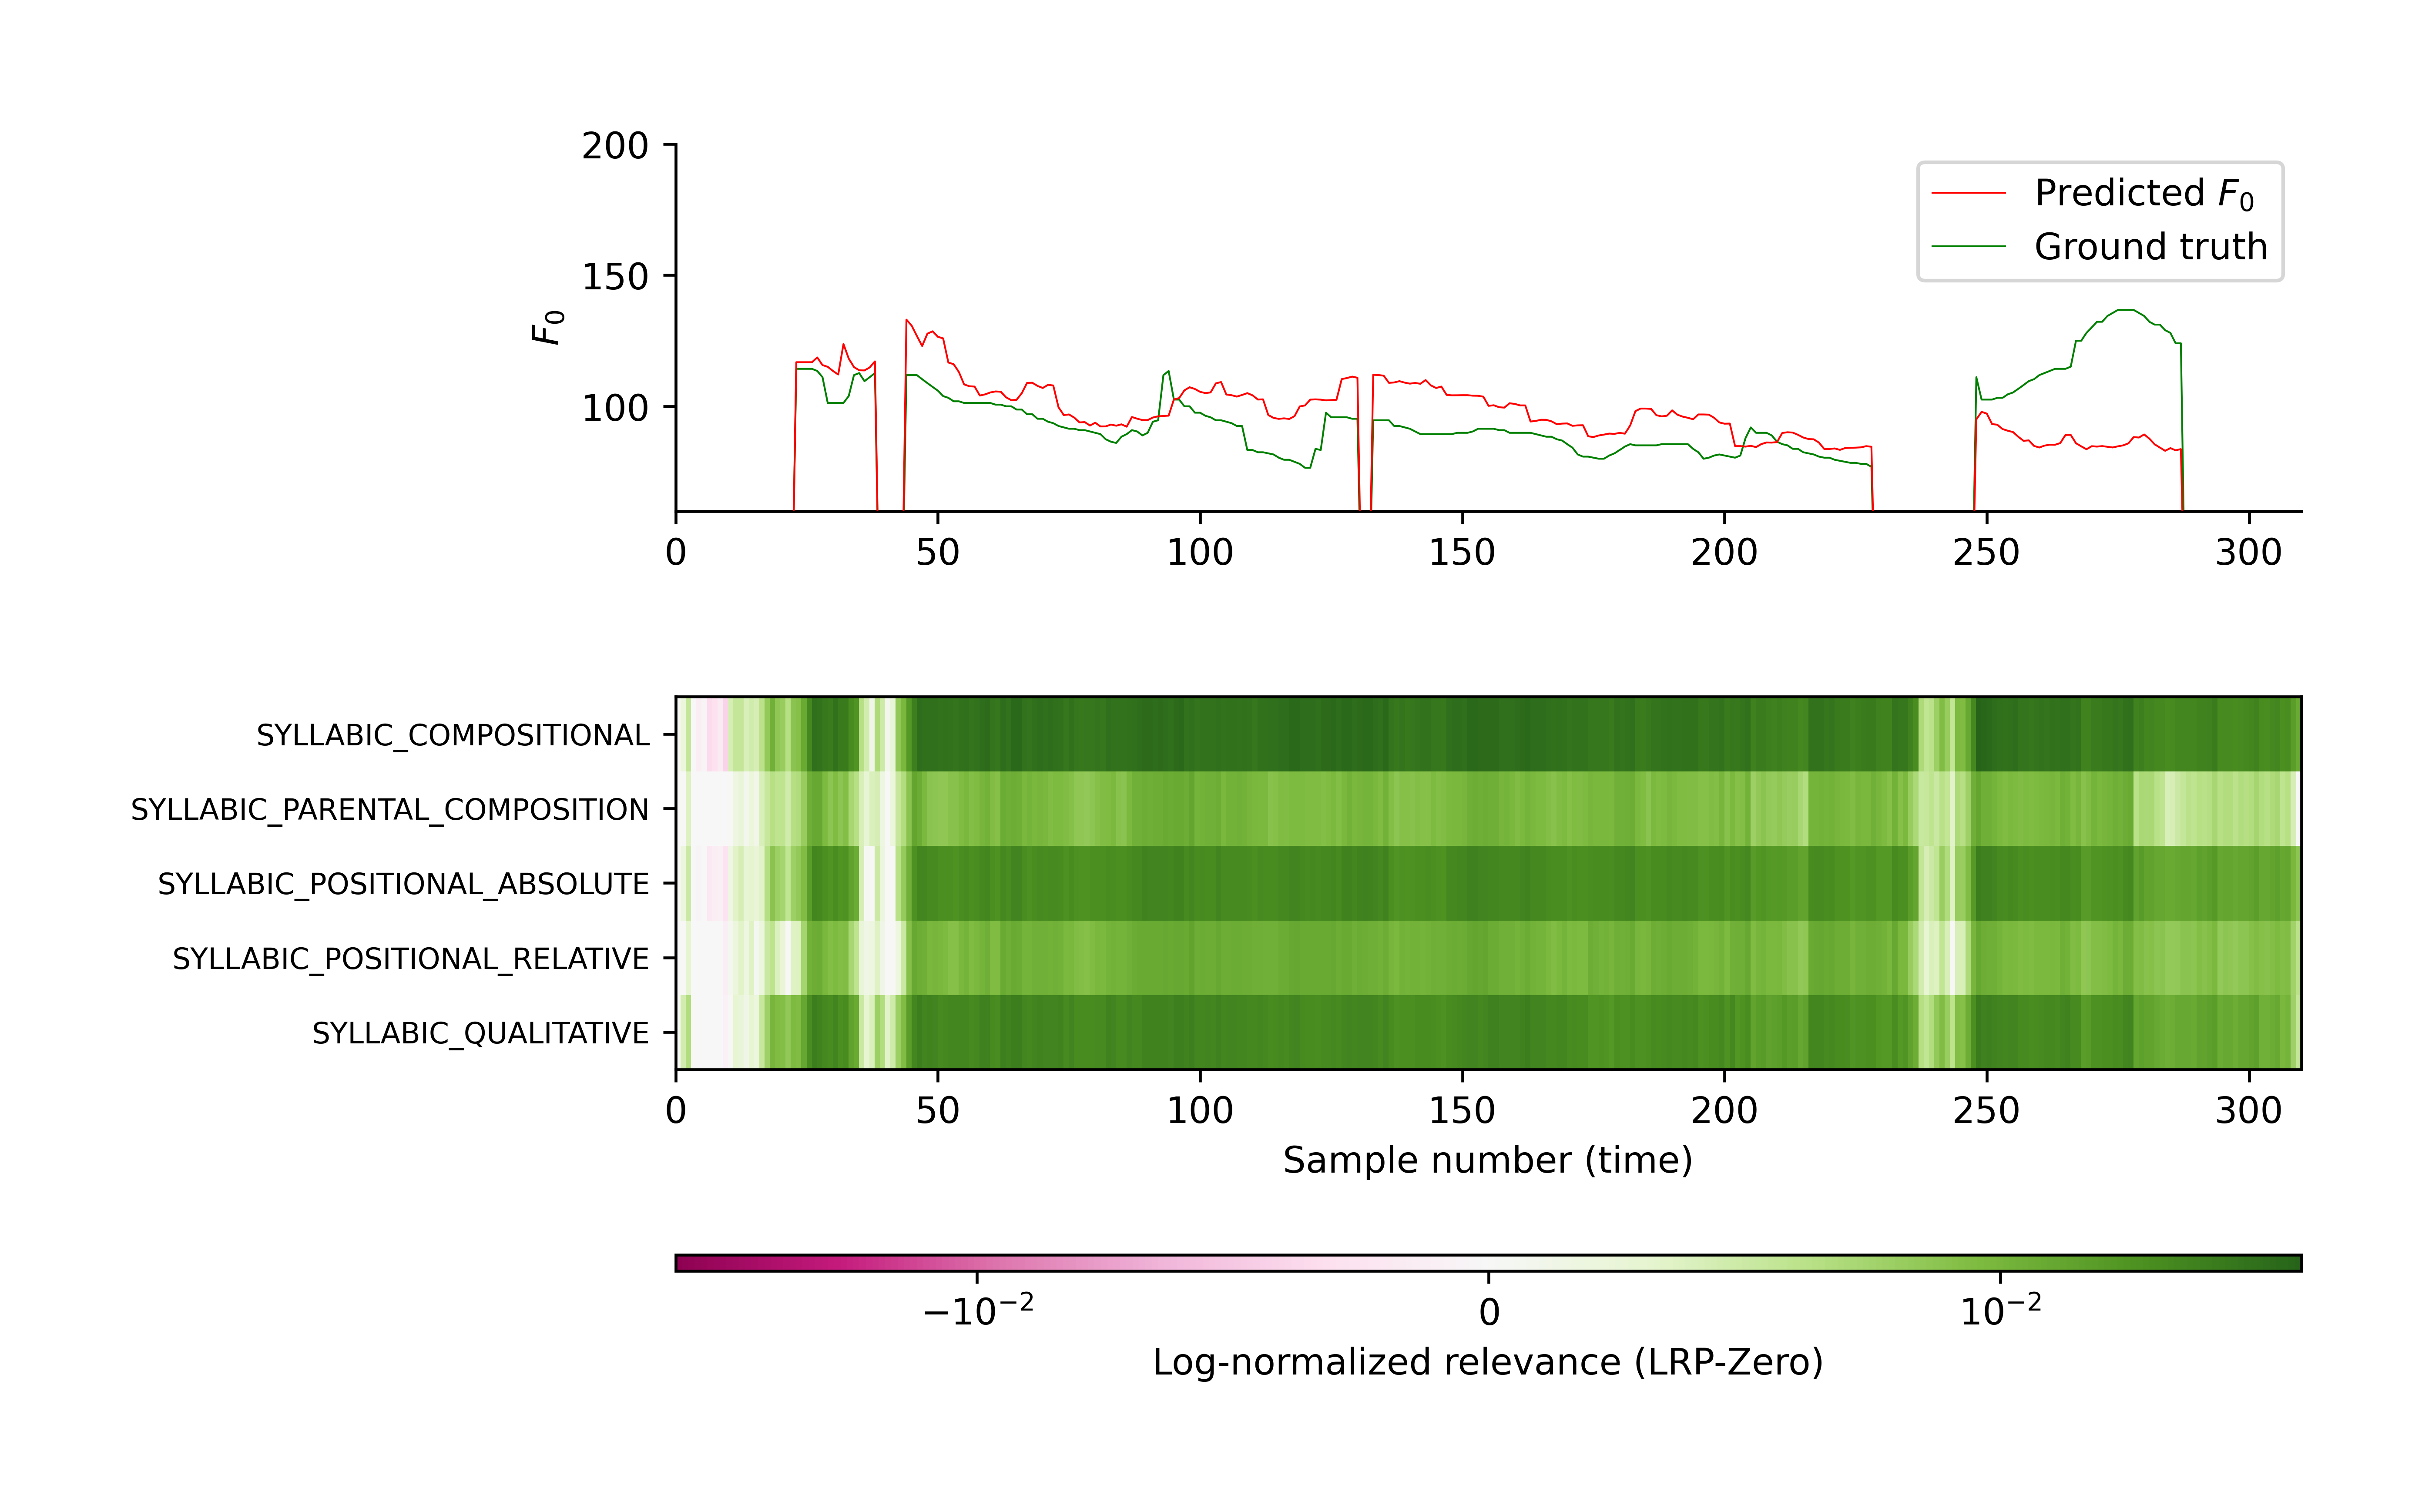 200
150
100
F₀
Predicted F₀
Ground truth
0 50 100 150 200 250 300
SYLLABIC_COMPOSITIONAL
SYLLABIC_PARENTAL_COMPOSITION
SYLLABIC_POSITIONAL_ABSOLUTE
SYLLABIC_POSITIONAL_RELATIVE
SYLLABIC_QUALITATIVE
0 50 100 150 200 250 300
Sample number (time)
−10⁻² 0 10⁻²
Log-normalized relevance (LRP-Zero)